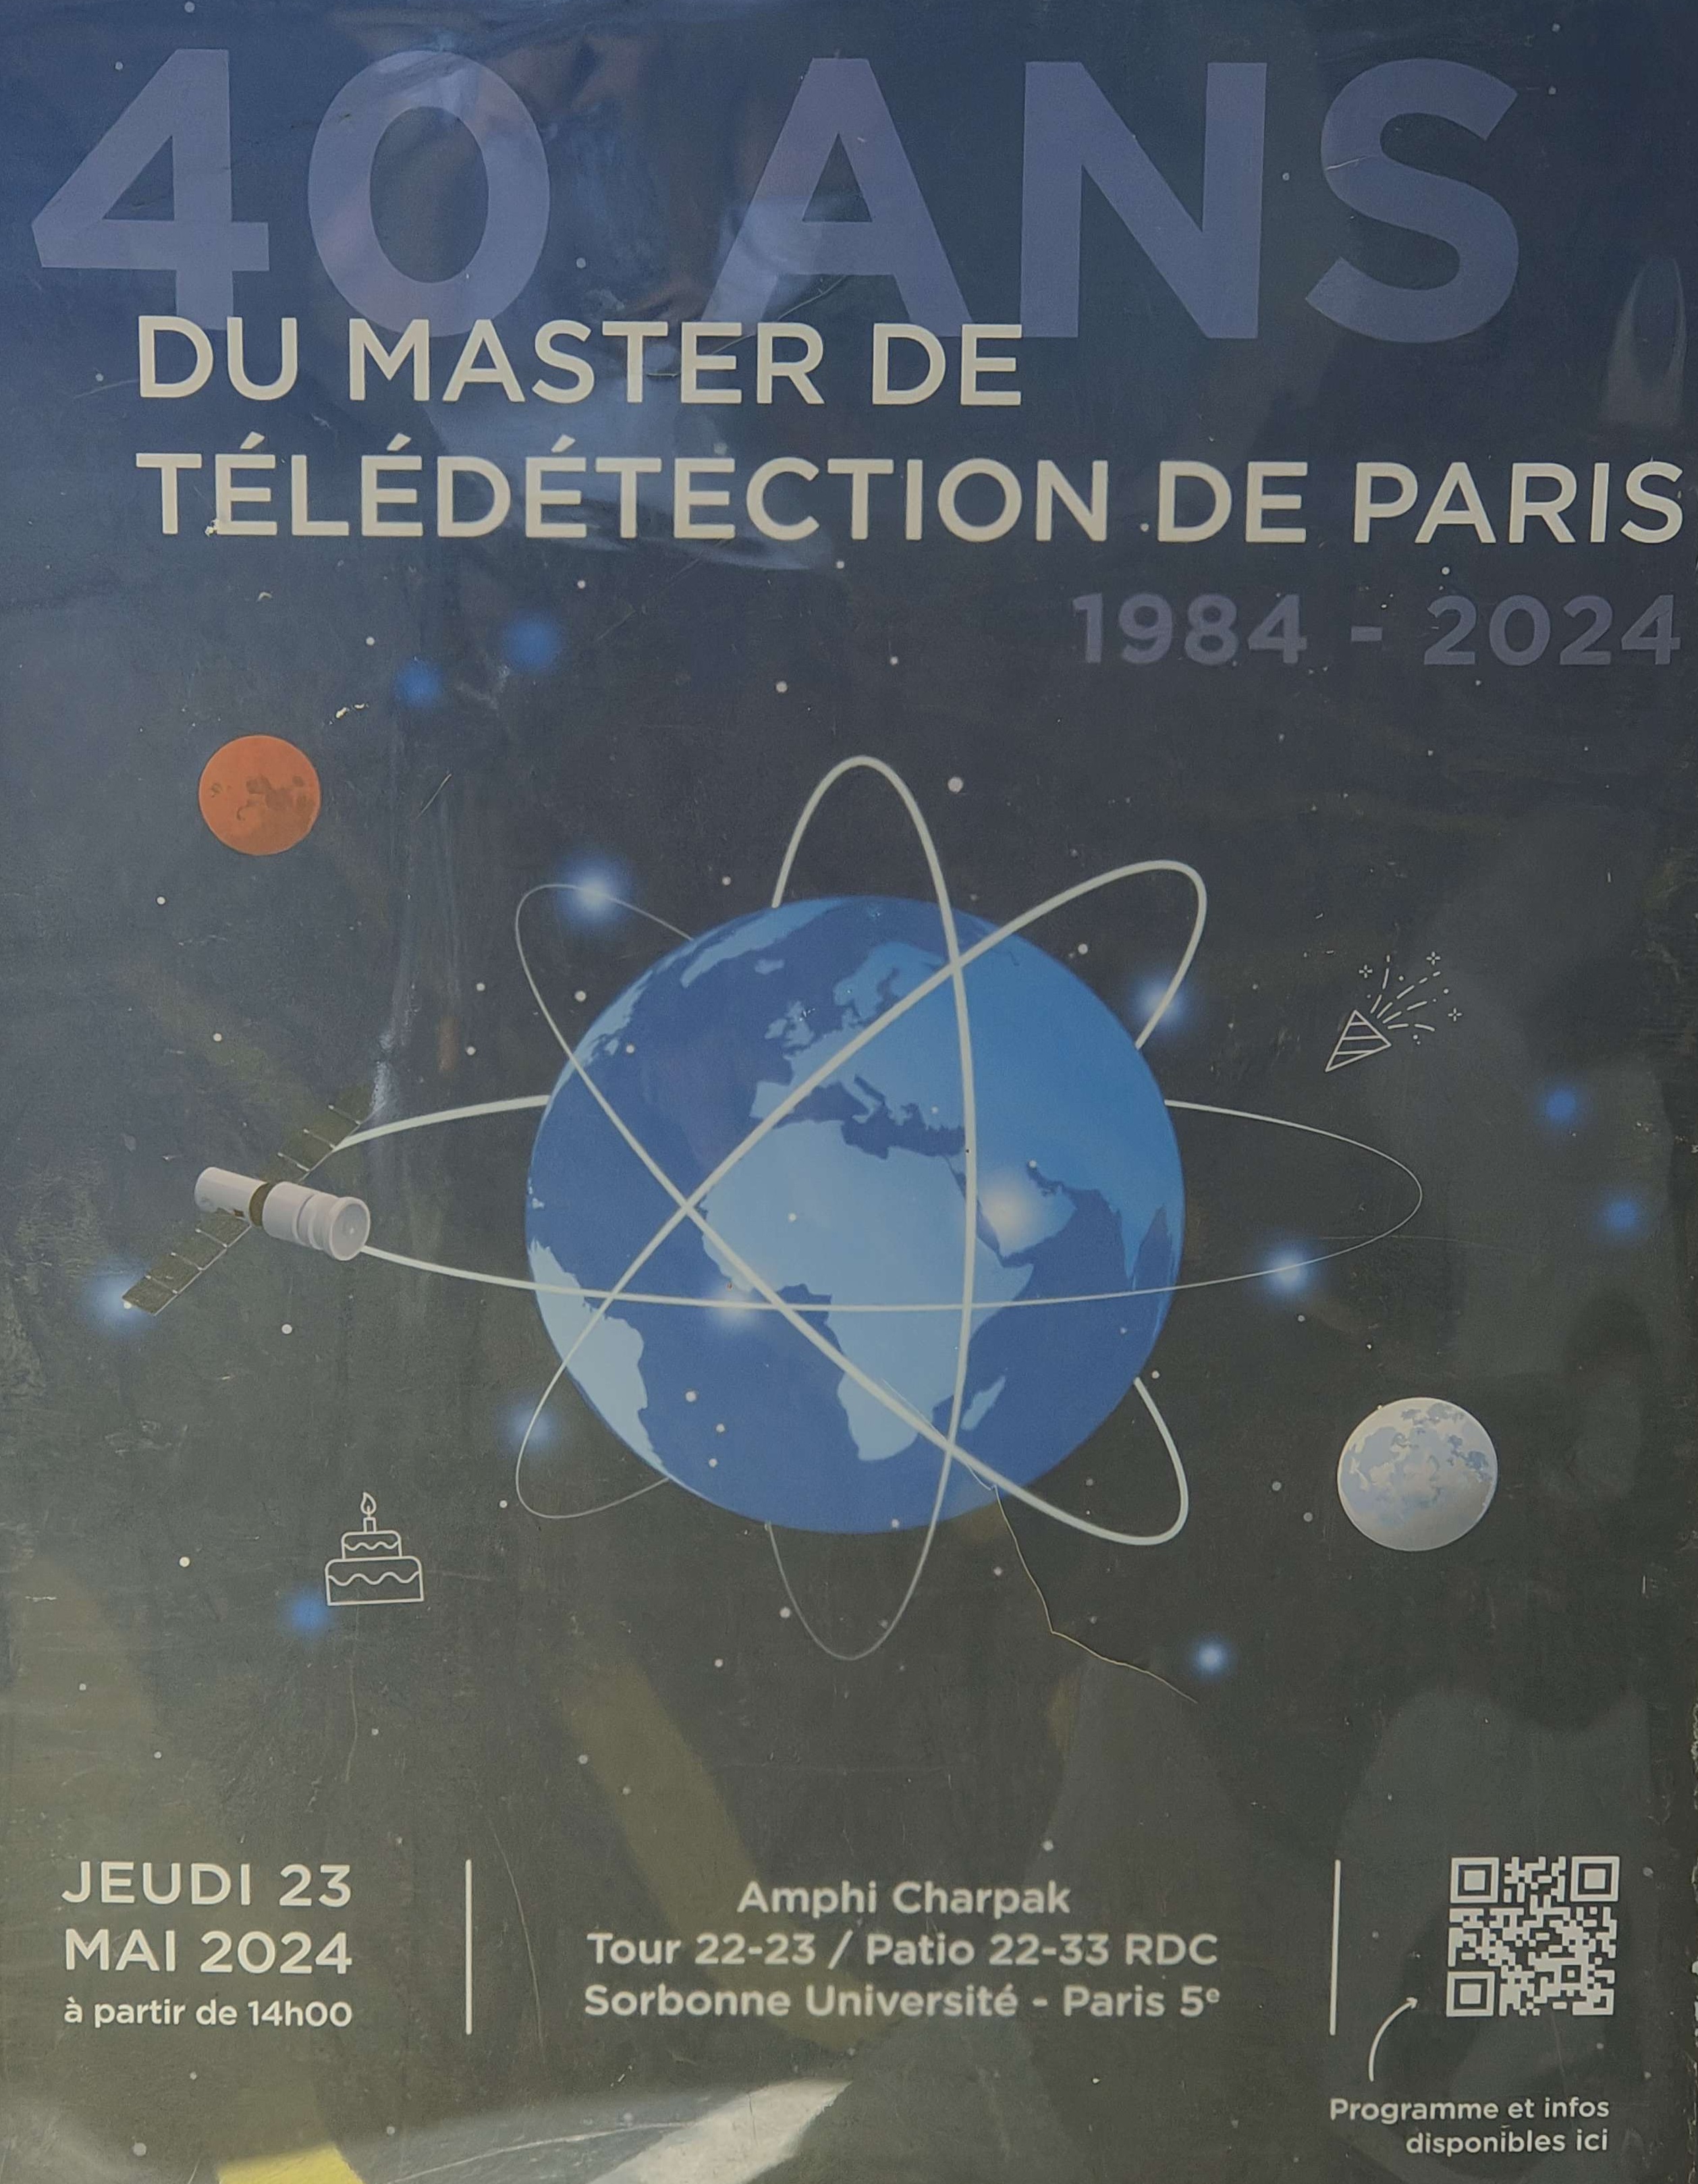 40 ANS
DU MASTER DE
TÉLÉDÉTECTION DE PARIS
1984 - 2024
JEUDI 23
MAI 2024
à partir de 14h00
Amphi Charpak
Tour 22-23 / Patio 22-33 RDC
Sorbonne Université - Paris 5e
Programme et infos
disponibles ici